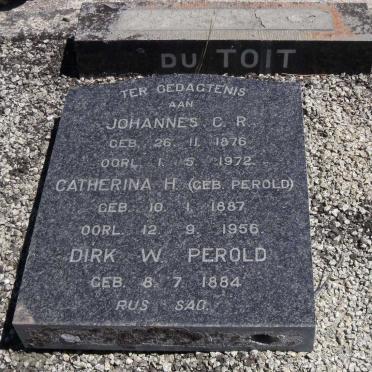 DU TOIT
TER GEDAGTENIS
AAN
JOHANNES C. R.
GEB. 26. 11. 1876
OORL. 1. 5. 1972.
CATHERINA H. (GEB. PEROLD)
GEB. 10. 1. 1887
OORL. 12. 9. 1956.
DIRK W. PEROLD
GEB. 8. 7. 1884
RUS SAG.